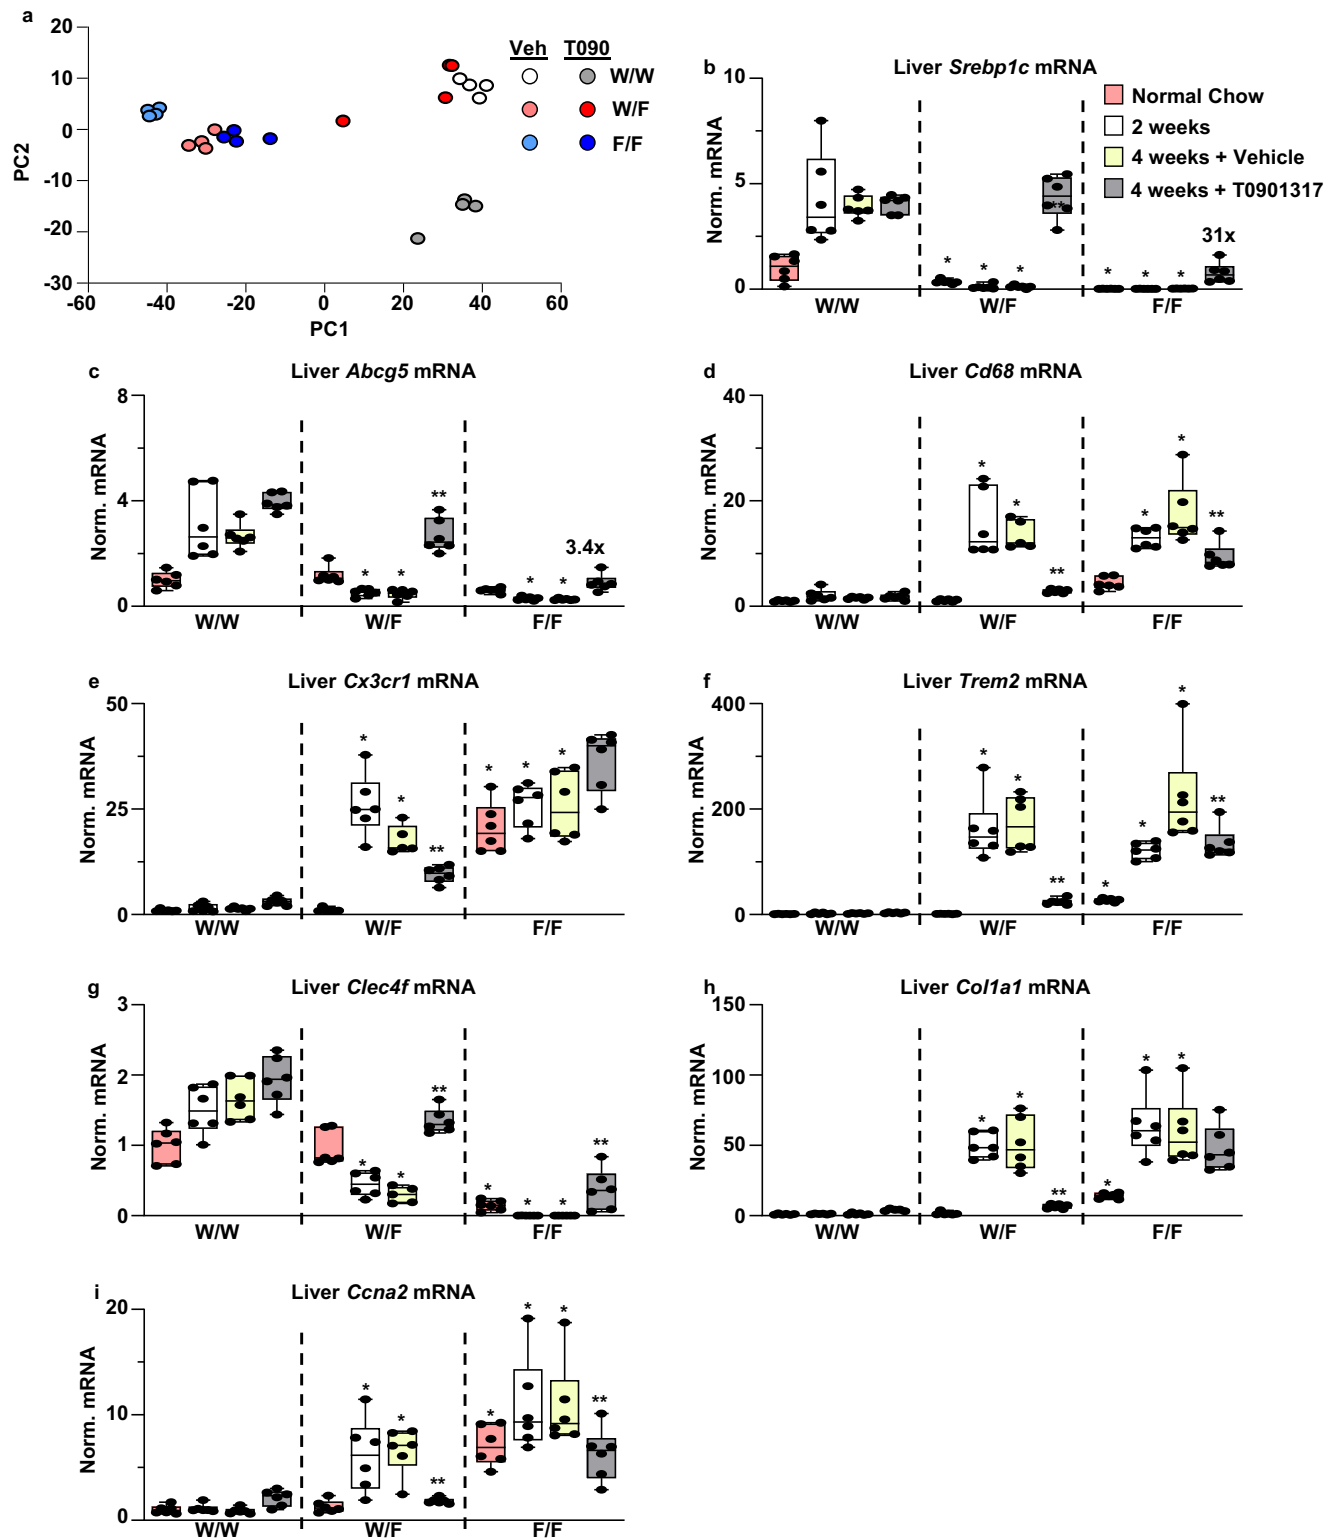 a
20
10
0
-10
-20
-30
PC2
-60
-40
-20
0
20
40
60
PC1
Veh T090
W/W
W/F
F/F
b
Liver Srebp1c mRNA
10
5
0
Norm. mRNA
* * * ** * * * 31x
W/W W/F F/F
Normal Chow
2 weeks
4 weeks + Vehicle
4 weeks + T0901317
c
Liver Abcg5 mRNA
8
4
0
Norm. mRNA
* * ** * * 3.4x
W/W W/F F/F
d
Liver Cd68 mRNA
40
20
0
Norm. mRNA
* * ** * * **
W/W W/F F/F
e
Liver Cx3cr1 mRNA
50
25
0
Norm. mRNA
* * ** * * *
W/W W/F F/F
f
Liver Trem2 mRNA
400
200
0
Norm. mRNA
* * ** * * * **
W/W W/F F/F
g
Liver Clec4f mRNA
3
2
1
0
Norm. mRNA
* * ** * * * **
W/W W/F F/F
h
Liver Col1a1 mRNA
150
100
50
0
Norm. mRNA
* * ** * * *
W/W W/F F/F
i
Liver Ccna2 mRNA
20
10
0
Norm. mRNA
* * ** * * * **
W/W W/F F/F